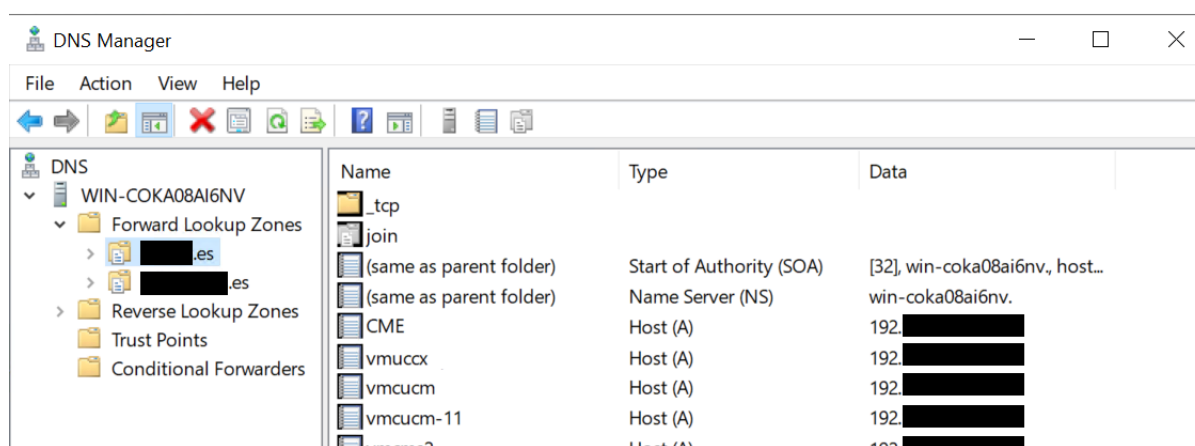 DNS Manager
File Action View Help
DNS
WIN-COKA08AI6NV
Forward Lookup Zones
.es
.es
Reverse Lookup Zones
Trust Points
Conditional Forwarders
Name Type Data
_tcp
join
(same as parent folder) Start of Authority (SOA) [32], win-coka08ai6nv., host...
(same as parent folder) Name Server (NS) win-coka08ai6nv.
CME Host (A) 192.
vmuccx Host (A) 192.
vmcucm Host (A) 192.
vmcucm-11 Host (A) 192.
Host (A) 192.